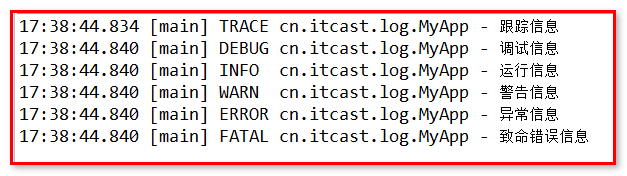 17:38:44.834 [main] TRACE cn.itcast.log.MyApp - 跟踪信息
17:38:44.840 [main] DEBUG cn.itcast.log.MyApp - 调试信息
17:38:44.840 [main] INFO  cn.itcast.log.MyApp - 运行信息
17:38:44.840 [main] WARN  cn.itcast.log.MyApp - 警告信息
17:38:44.840 [main] ERROR cn.itcast.log.MyApp - 异常信息
17:38:44.840 [main] FATAL cn.itcast.log.MyApp - 致命错误信息